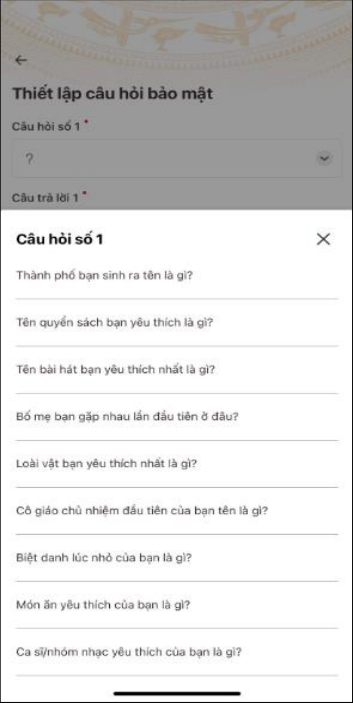 Thiết lập câu hỏi bảo mật
Câu hỏi số 1 *
?
Câu trả lời 1 *
Câu hỏi số 1
Thành phố bạn sinh ra tên là gì?
Tên quyển sách bạn yêu thích là gì?
Tên bài hát bạn yêu thích nhất là gì?
Bố mẹ bạn gặp nhau lần đầu tiên ở đâu?
Loài vật bạn yêu thích nhất là gì?
Cô giáo chủ nhiệm đầu tiên của bạn tên là gì?
Biệt danh lúc nhỏ của bạn là gì?
Món ăn yêu thích của bạn là gì?
Ca sĩ/nhóm nhạc yêu thích của bạn là gì?